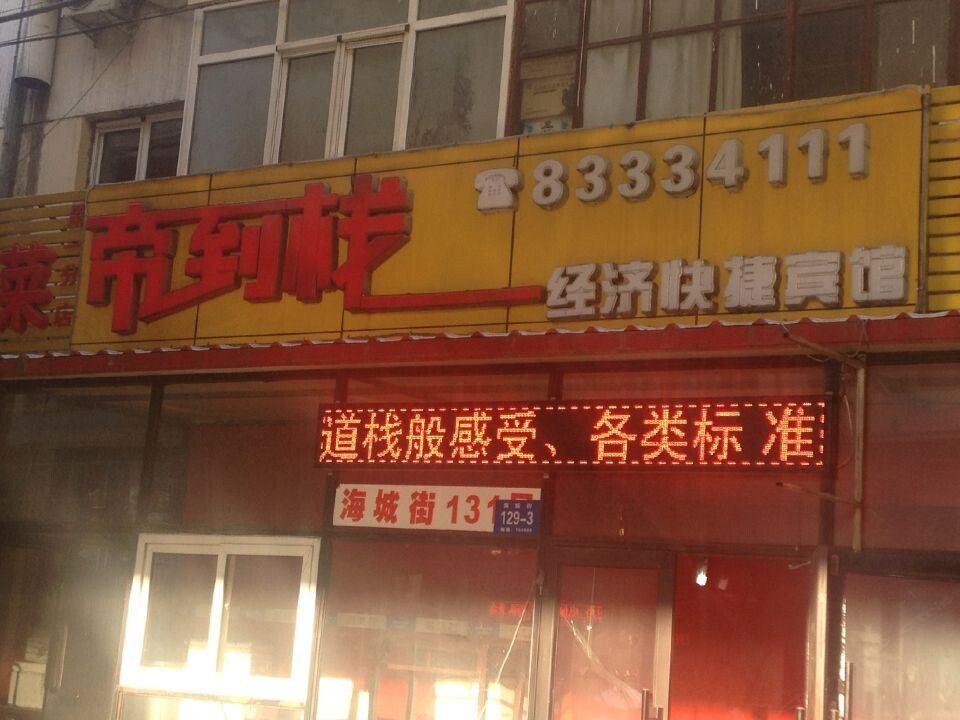 83334111
帝到栈
经济快捷宾馆
菜
道栈般感受、各类标 准
海城街131
129-3